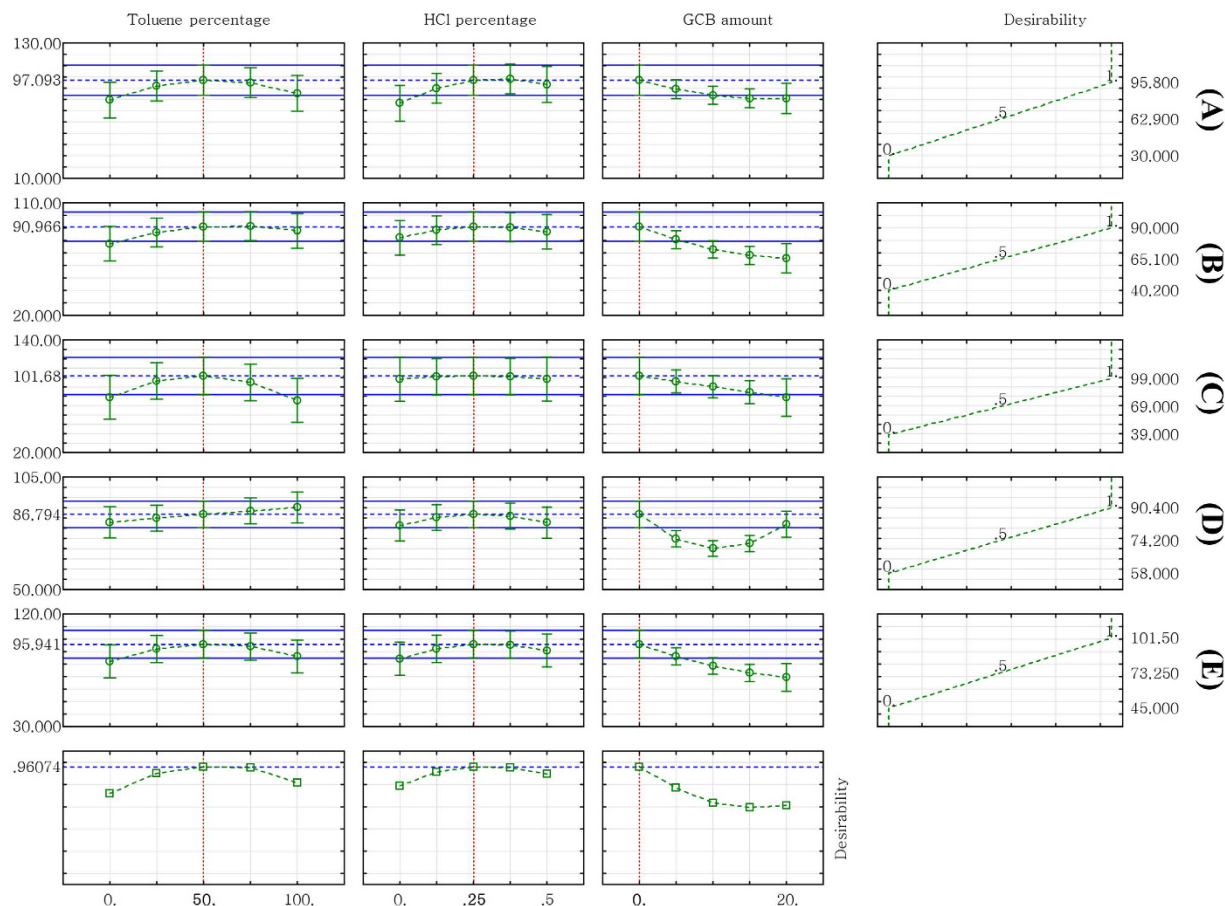 Toluene percentage HCl percentage GCB amount Desirability
130.00
97.093
10.000
0. .5 1.
95.800
62.900
30.000
(A)
110.00
90.966
20.000
0. .5 1.
90.000
65.100
40.200
(B)
140.00
101.68
20.000
0. .5 1.
99.000
69.000
39.000
(C)
105.00
86.794
50.000
0. .5 1.
90.400
74.200
58.000
(D)
120.00
95.941
30.000
0. .5 1.
101.50
73.250
45.000
(E)
.96074
Desirability
0. 50. 100. 0. .25 .5 0. 20.